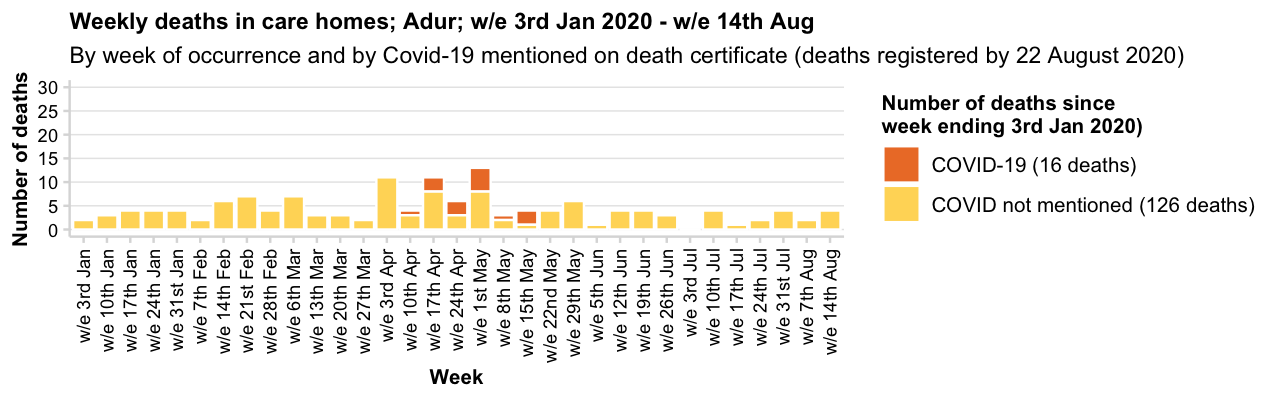 Weekly deaths in care homes; Adur; w/e 3rd Jan 2020 - w/e 14th Aug
By week of occurrence and by Covid-19 mentioned on death certificate (deaths registered by 22 August 2020)
Number of deaths
30
25
20
15
10
5
0
w/e 3rd Jan
w/e 10th Jan
w/e 17th Jan
w/e 24th Jan
w/e 31st Jan
w/e 7th Feb
w/e 14th Feb
w/e 21st Feb
w/e 28th Feb
w/e 6th Mar
w/e 13th Mar
w/e 20th Mar
w/e 27th Mar
w/e 3rd Apr
w/e 10th Apr
w/e 17th Apr
w/e 24th Apr
w/e 1st May
w/e 8th May
w/e 15th May
w/e 22nd May
w/e 29th May
w/e 5th Jun
w/e 12th Jun
w/e 19th Jun
w/e 26th Jun
w/e 3rd Jul
w/e 10th Jul
w/e 17th Jul
w/e 24th Jul
w/e 31st Jul
w/e 7th Aug
w/e 14th Aug
Week
Number of deaths since
week ending 3rd Jan 2020)
COVID-19 (16 deaths)
COVID not mentioned (126 deaths)